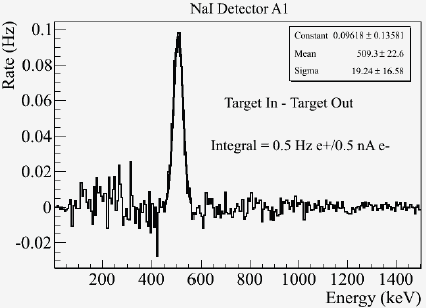 NaI Detector A1
Rate (Hz)
0.1
0.08
0.06
0.04
0.02
0
-0.02
Constant 0.09618 ± 0.13581
Mean 509.3 ± 22.6
Sigma 19.24 ± 16.58
Target In - Target Out
Integral = 0.5 Hz e+/0.5 nA e-
200 400 600 800 1000 1200 1400
Energy (keV)